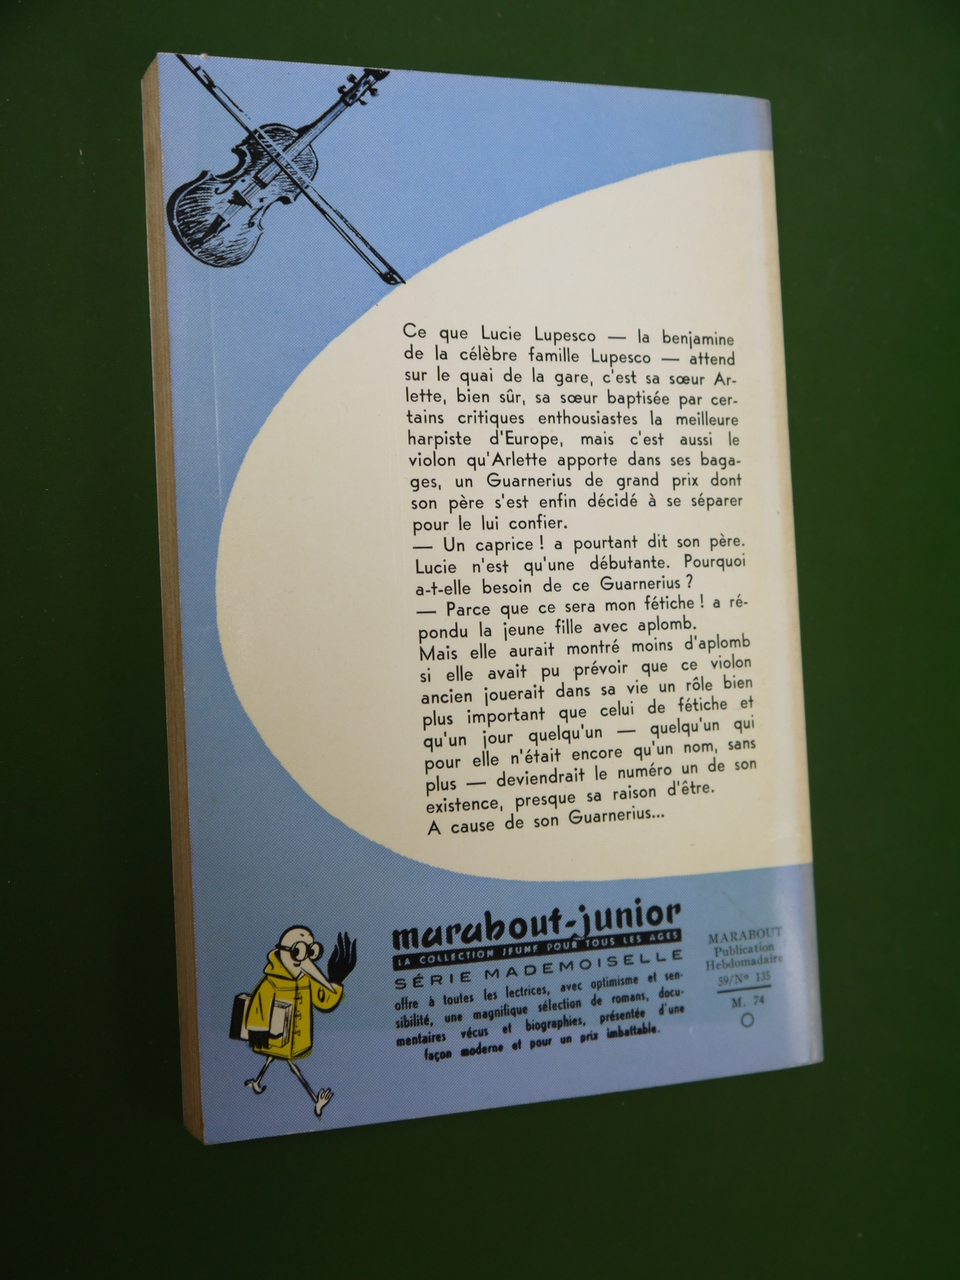 Ce que Lucie Lupesco — la benjamine
de la célèbre famille Lupesco — attend
sur le quai de la gare, c'est sa sœur Ar-
lette, bien sûr, sa sœur baptisée par cer-
tains critiques enthousiastes la meilleure
harpiste d'Europe, mais c'est aussi le
violon qu'Arlette apporte dans ses baga-
ges, un Guarnerius de grand prix dont
son père s'est enfin décidé à se séparer
pour le lui confier.
— Un caprice ! a pourtant dit son père.
Lucie n'est qu'une débutante. Pourquoi
a-t-elle besoin de ce Guarnerius ?
— Parce que ce sera mon fétiche ! a ré-
pondu la jeune fille avec aplomb.
Mais elle aurait montré moins d'aplomb
si elle avait pu prévoir que ce violon
ancien jouerait dans sa vie un rôle bien
plus important que celui de fétiche et
qu'un jour quelqu'un — quelqu'un qui
pour elle n'était encore qu'un nom, sans
plus — deviendrait le numéro un de son
existence, presque sa raison d'être.
A cause de son Guarnerius...
marabout-junior
LA COLLECTION JEUNE POUR TOUS LES AGES
SÉRIE MADEMOISELLE
offre à toutes les lectrices, avec optimisme et sen-
sibilité, une magnifique sélection de romans, docu-
mentaires vécus et biographies, présentée d'une
façon moderne et pour un prix imbattable.
MARABOUT
Publication
Hebdomadaire
59/N° 135
M. 74